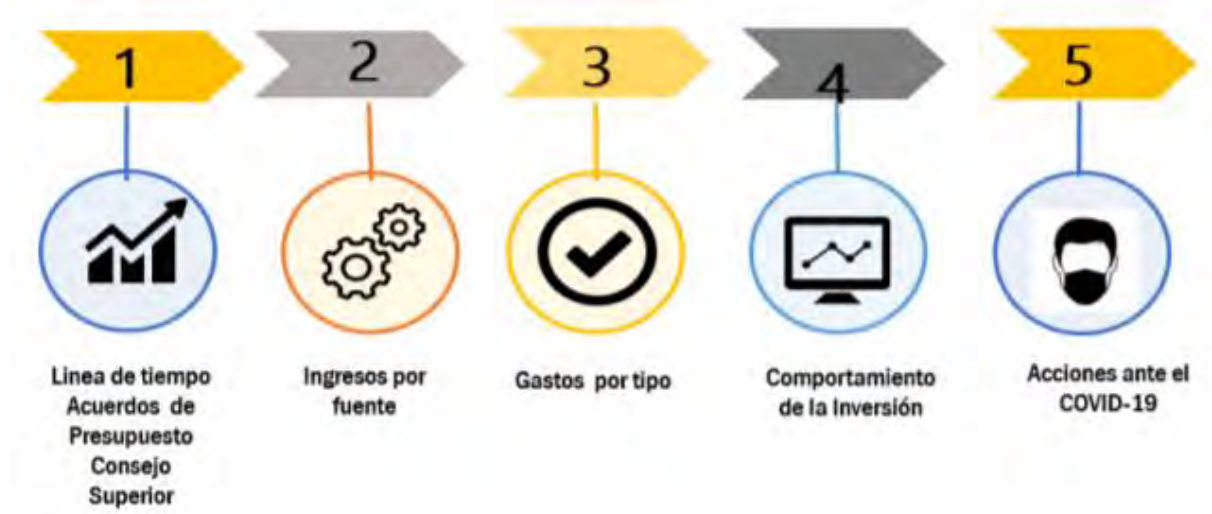 1
2
3
4
5
Linea de tiempo
Acuerdos de
Presupuesto
Consejo
Superior
Ingresos por
fuente
Gastos por tipo
Comportamiento
de la Inversión
Acciones ante el
COVID-19